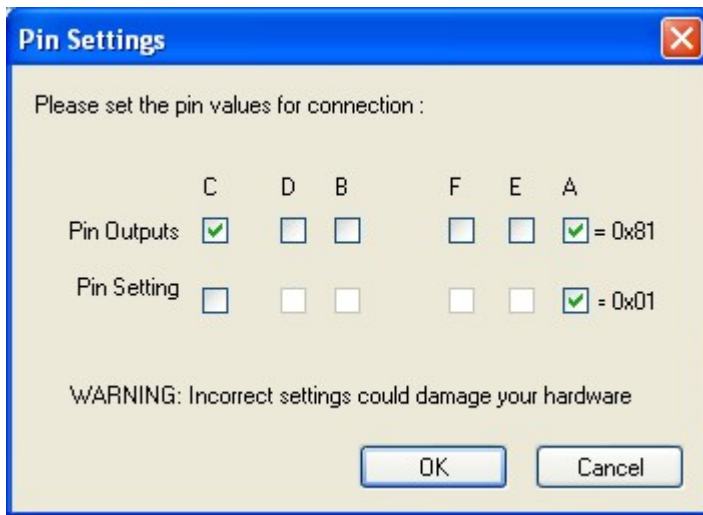 Pin Settings
Please set the pin values for connection :
C D B F E A
Pin Outputs = 0x81
Pin Setting = 0x01
WARNING: Incorrect settings could damage your hardware
OK Cancel